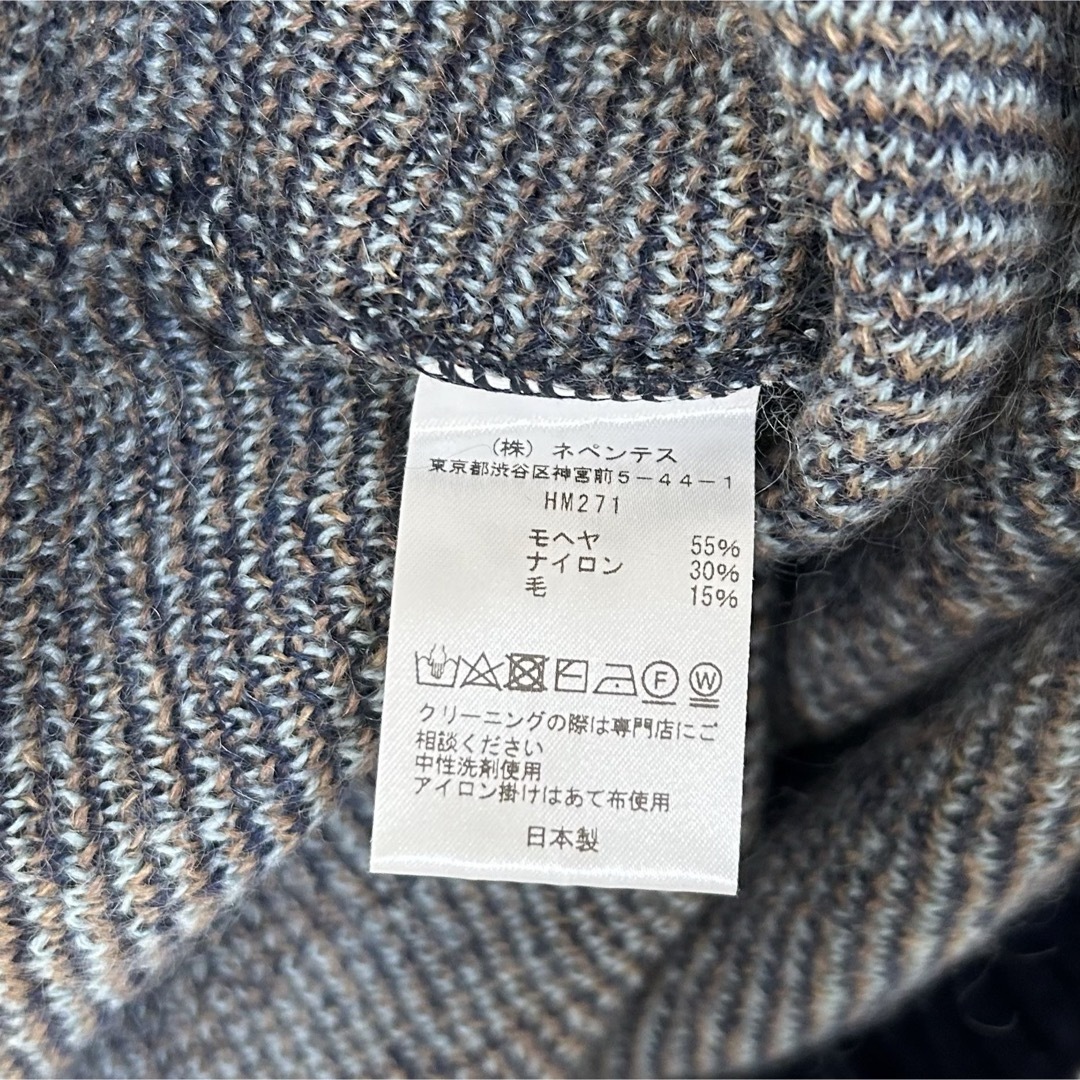 （株）ネペンテス
東京都渋谷区神宮前５－４４－１
HM271
モヘヤ 55%
ナイロン 30%
毛 15%
F W
クリーニングの際は専門店にご
相談ください
中性洗剤使用
アイロン掛けはあて布使用
日本製